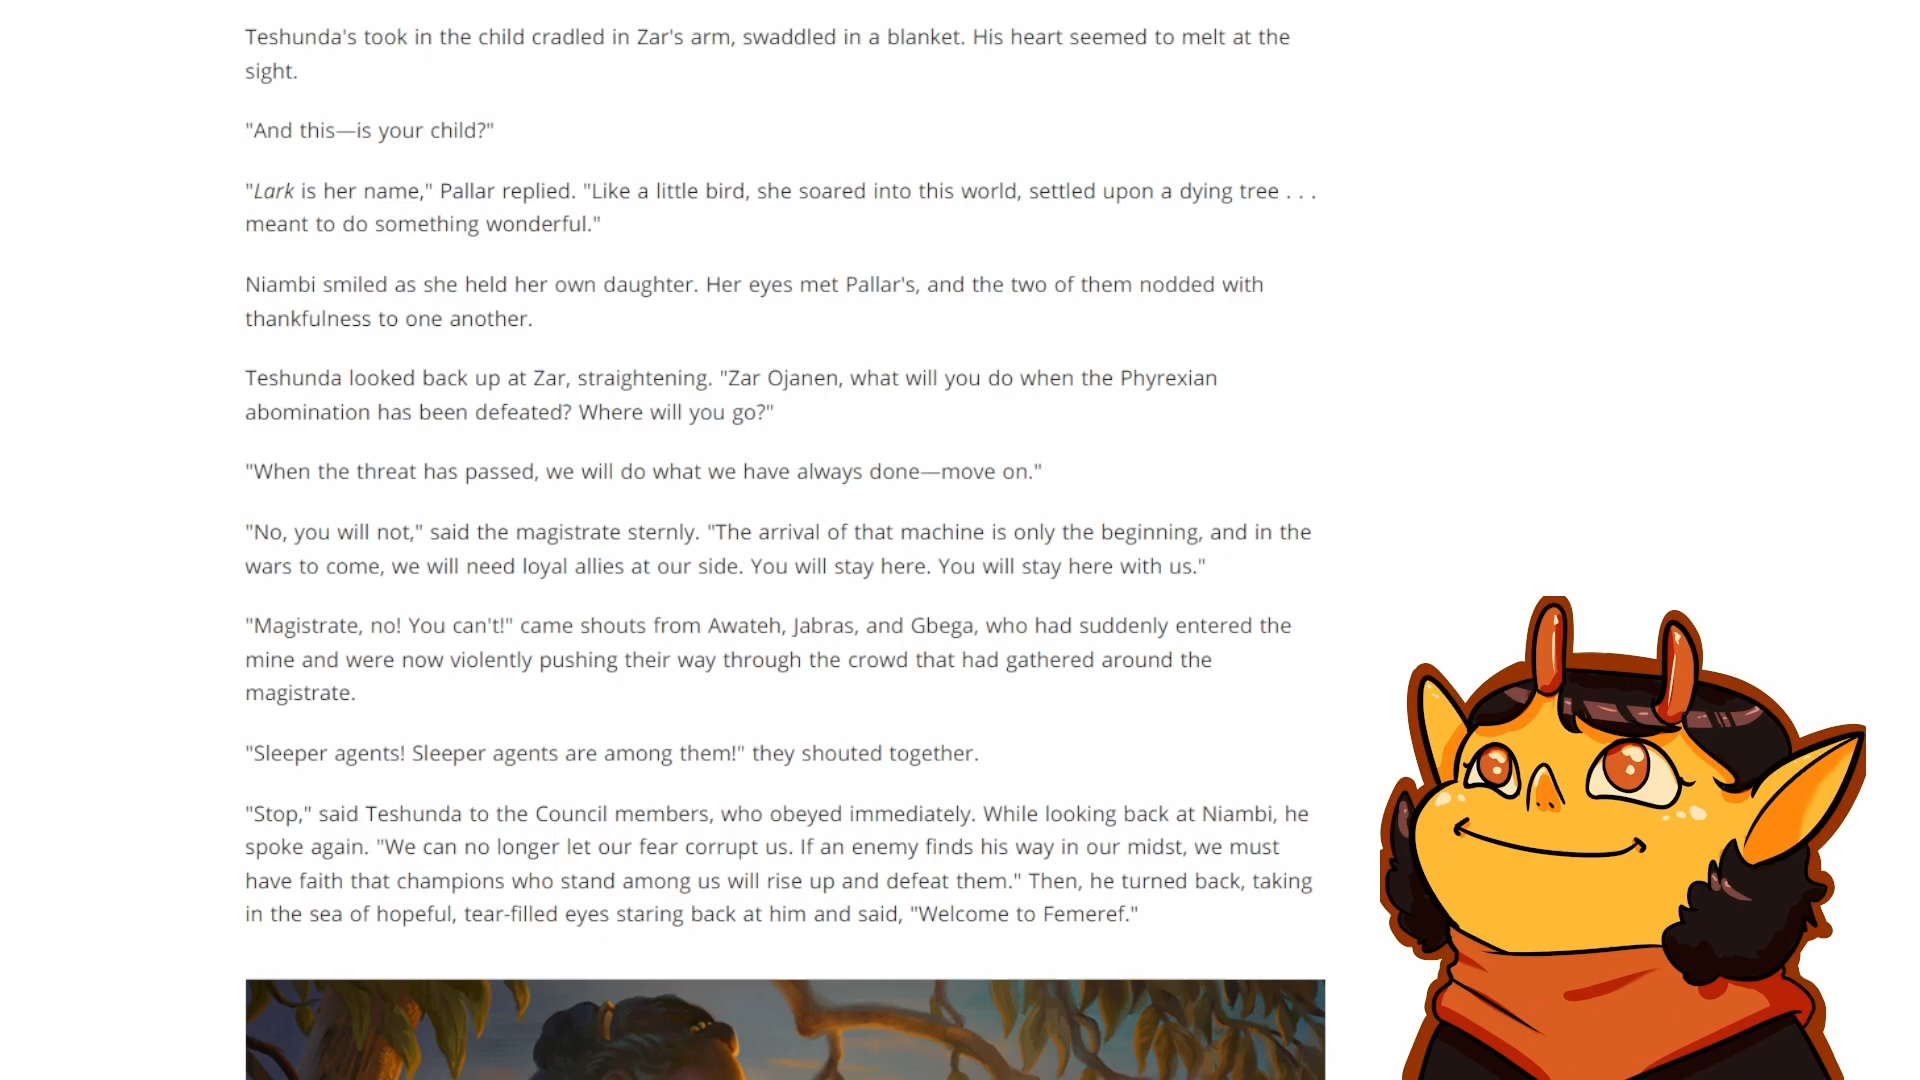 Teshunda's took in the child cradled in Zar's arm, swaddled in a blanket. His heart seemed to melt at the
sight.
"And this—is your child?"
"Lark is her name," Pallar replied. "Like a little bird, she soared into this world, settled upon a dying tree . . .
meant to do something wonderful."
Niambi smiled as she held her own daughter. Her eyes met Pallar's, and the two of them nodded with
thankfulness to one another.
Teshunda looked back up at Zar, straightening. "Zar Ojanen, what will you do when the Phyrexian
abomination has been defeated? Where will you go?"
"When the threat has passed, we will do what we have always done—move on."
"No, you will not," said the magistrate sternly. "The arrival of that machine is only the beginning, and in the
wars to come, we will need loyal allies at our side. You will stay here. You will stay here with us."
"Magistrate, no! You can't!" came shouts from Awateh, Jabras, and Gbega, who had suddenly entered the
mine and were now violently pushing their way through the crowd that had gathered around the
magistrate.
"Sleeper agents! Sleeper agents are among them!" they shouted together.
"Stop," said Teshunda to the Council members, who obeyed immediately. While looking back at Niambi, he
spoke again. "We can no longer let our fear corrupt us. If an enemy finds his way in our midst, we must
have faith that champions who stand among us will rise up and defeat them." Then, he turned back, taking
in the sea of hopeful, tear-filled eyes staring back at him and said, "Welcome to Femeref."